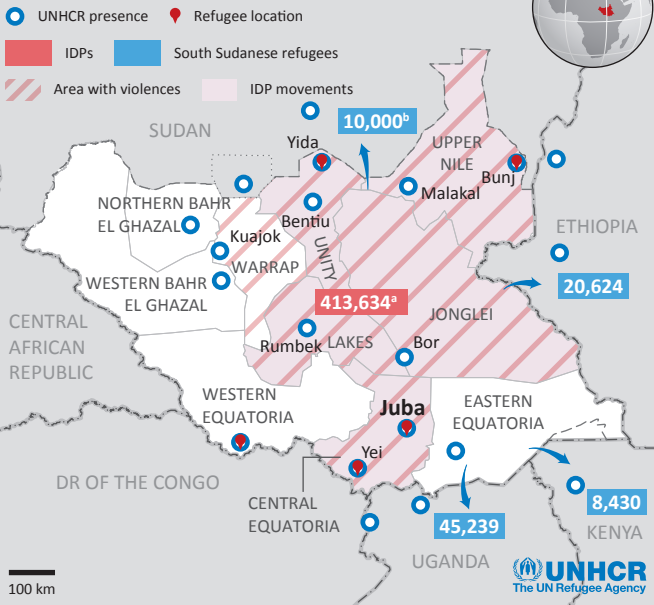 UNHCR presence
Refugee location
IDPs
South Sudanese refugees
Area with violences
IDP movements
SUDAN
10,000ᵇ
Yida
UPPER
NILE
Bunj
Malakal
NORTHERN BAHR
EL GHAZAL
Bentiu
ETHIOPIA
Kuajok
UNITY
WARRAP
WESTERN BAHR
EL GHAZAL
20,624
413,634ᵃ
JONGLEI
CENTRAL
AFRICAN
REPUBLIC
Rumbek
LAKES
Bor
WESTERN
EQUATORIA
Juba
EASTERN
EQUATORIA
Yei
DR OF THE CONGO
CENTRAL
EQUATORIA
8,430
45,239
KENYA
UGANDA
UNHCR
The UN Refugee Agency
100 km